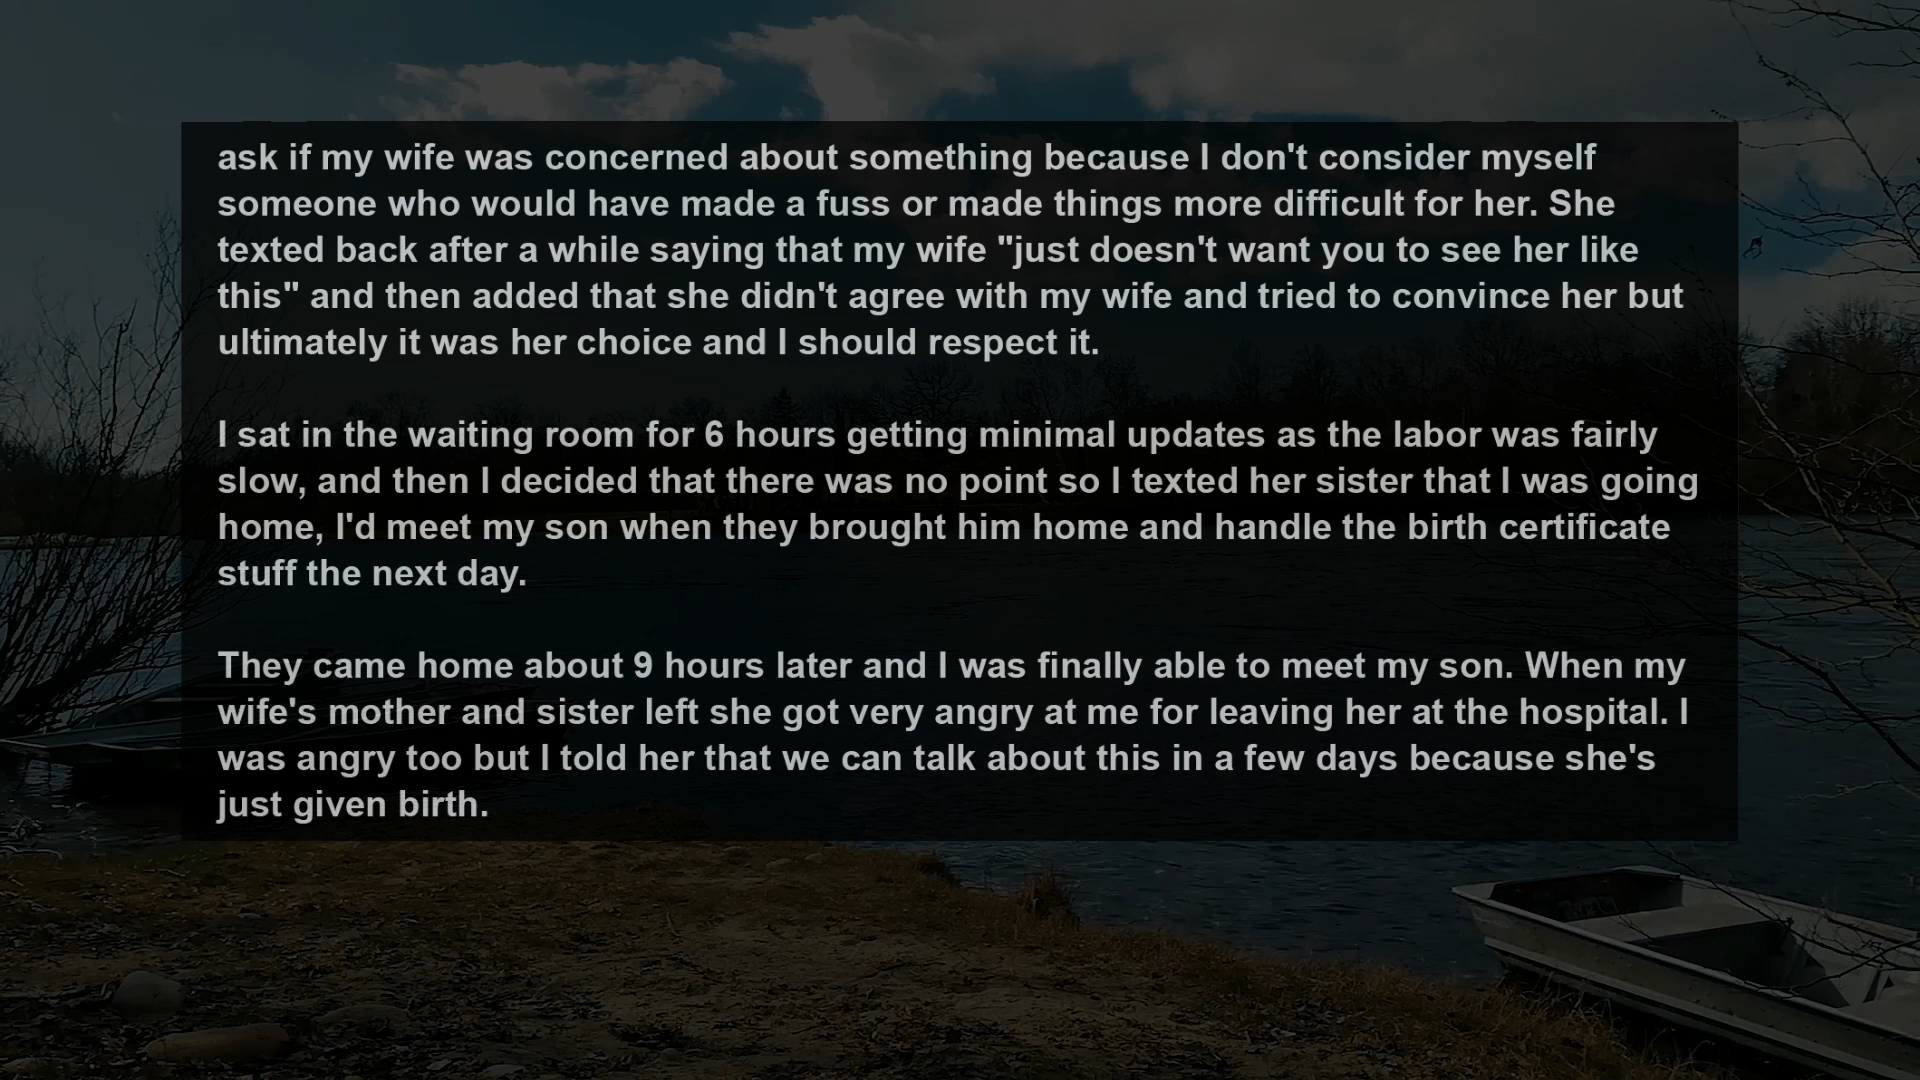 ask if my wife was concerned about something because I don't consider myself
someone who would have made a fuss or made things more difficult for her. She
texted back after a while saying that my wife "just doesn't want you to see her like
this" and then added that she didn't agree with my wife and tried to convince her but
ultimately it was her choice and I should respect it.
I sat in the waiting room for 6 hours getting minimal updates as the labor was fairly
slow, and then I decided that there was no point so I texted her sister that I was going
home, I'd meet my son when they brought him home and handle the birth certificate
stuff the next day.
They came home about 9 hours later and I was finally able to meet my son. When my
wife's mother and sister left she got very angry at me for leaving her at the hospital. I
was angry too but I told her that we can talk about this in a few days because she's
just given birth.